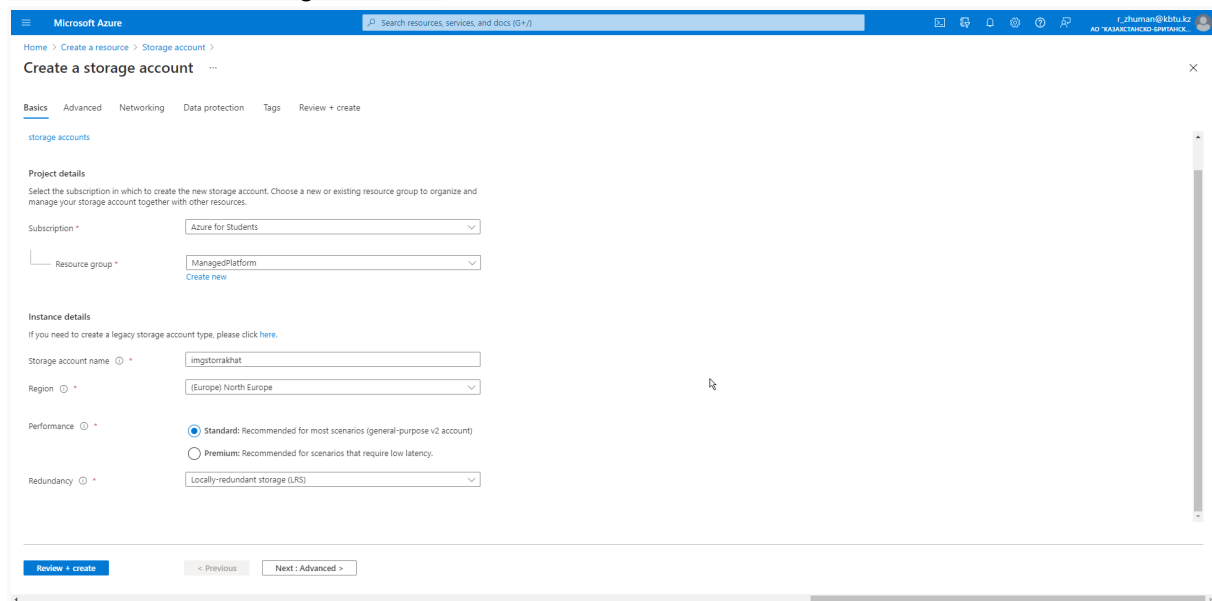 Microsoft Azure
Search resources, services, and docs (G+/)
r_zhuman@kbtu.kz
АО "КАЗАХСТАНСКО-БРИТАНСК...
Home > Create a resource > Storage account >
Create a storage account ...
Basics Advanced Networking Data protection Tags Review + create
storage accounts
Project details
Select the subscription in which to create the new storage account. Choose a new or existing resource group to organize and
manage your storage account together with other resources.
Subscription * Azure for Students
Resource group * ManagedPlatform
Create new
Instance details
If you need to create a legacy storage account type, please click here.
Storage account name * imgstorrakhat
Region * (Europe) North Europe
Performance * Standard: Recommended for most scenarios (general-purpose v2 account)
Premium: Recommended for scenarios that require low latency.
Redundancy * Locally-redundant storage (LRS)
Review + create < Previous Next : Advanced >